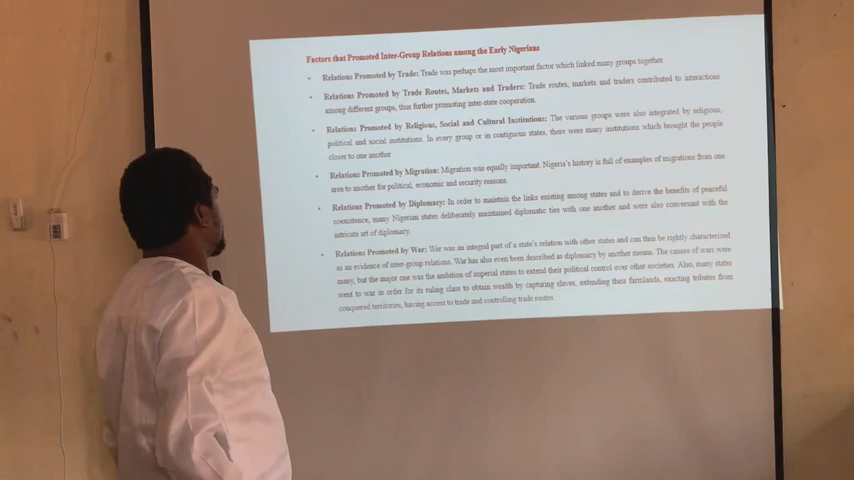 Factors that Promoted Inter-Group Relations among the Early Nigerians
• Relations Promoted by Trade: Trade was perhaps the most important factor which linked many groups together.
• Relations Promoted by Trade Routes, Markets and Traders: Trade routes, markets and traders contributed to interactions
among different groups, thus further promoting inter-state cooperation.
• Relations Promoted by Religious, Social and Cultural Institutions: The various groups were also integrated by religious,
political and social institutions. In every group or in contiguous states, there were many institutions which brought the people
closer to one another
• Relations Promoted by Migration: Migration was equally important. Nigeria's history is full of examples of migrations from one
area to another for political, economic and security reasons.
• Relations Promoted by Diplomacy: In order to maintain the links existing among states and to derive the benefits of peaceful
coexistence, many Nigerian states deliberately maintained diplomatic ties with one another and were also conversant with the
intricate art of diplomacy.
• Relations Promoted by War: War was an integral part of a state's relation with other states and can thus be rightly characterized
as an evidence of inter-group relations. War has also even been described as diplomacy by another means. The causes of wars were
many, but the major one was the ambition of imperial states to extend their political control over other societies. Also, many states
went to war in order for its ruling class to obtain wealth by capturing slaves, extending their farmlands, exacting tributes from
conquered territories, having access to trade and controlling trade routes.